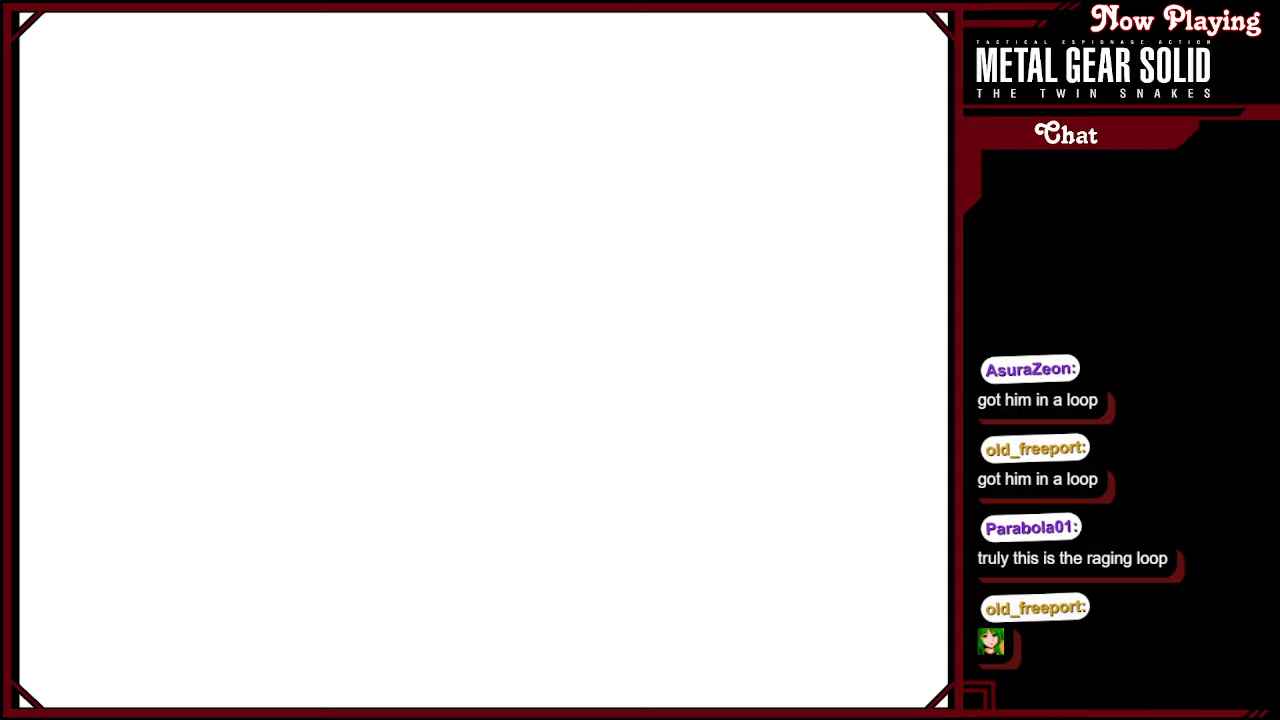 Now Playing
TACTICAL ESPIONAGE ACTION
METAL GEAR SOLID
THE TWIN SNAKES
Chat
AsuraZeon:
got him in a loop
old_freeport:
got him in a loop
Parabola01:
truly this is the raging loop
old_freeport: